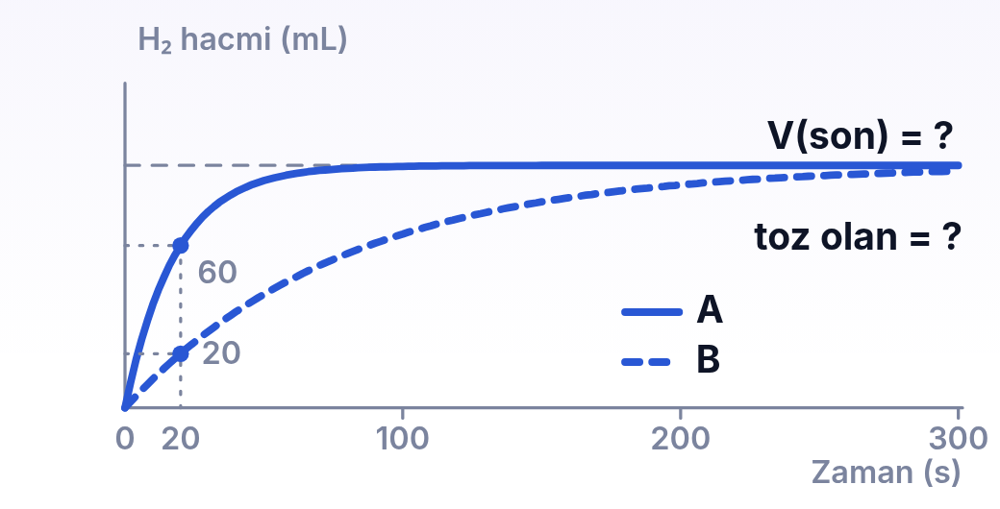 H₂ hacmi (mL)
V(son) = ?
60
toz olan = ?
A
20
B
0 20 100 200 300
Zaman (s)